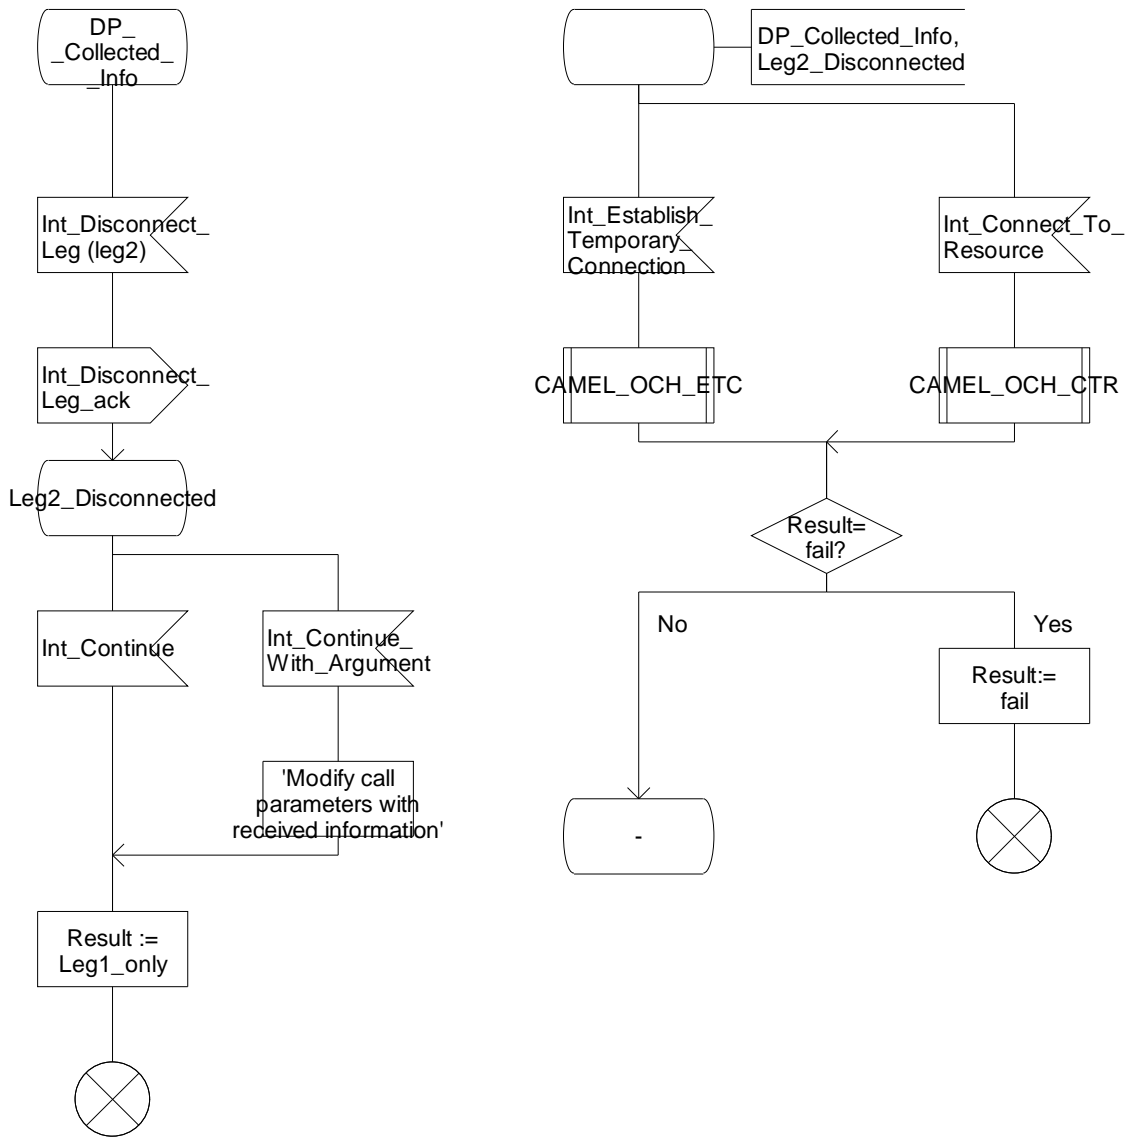 DP_
_Collected_
_Info
Int_Disconnect_
Leg (leg2)
Int_Disconnect_
Leg_ack
Leg2_Disconnected
Int_Continue
Int_Continue_
With_Argument
'Modify call
parameters with
received information'
Result :=
Leg1_only
DP_Collected_Info,
Leg2_Disconnected
Int_Establish_
Temporary_
Connection
Int_Connect_To_
Resource
CAMEL_OCH_ETC
CAMEL_OCH_CTR
Result=
fail?
No
Yes
Result:=
fail
-